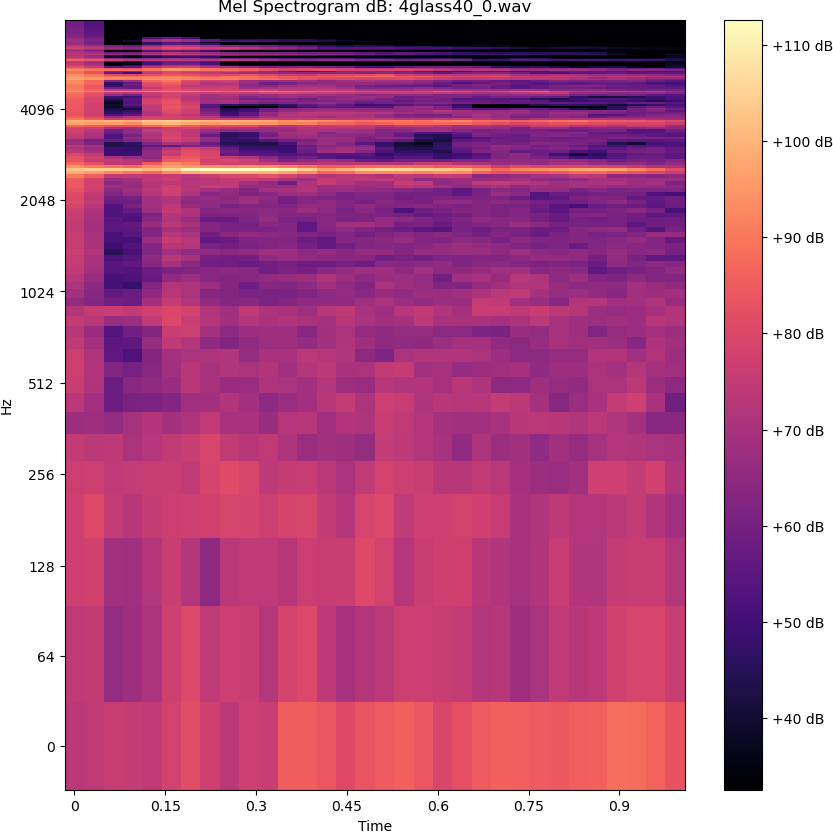 Mel Spectrogram dB: 4glass40_0.wav
+110 dB
4096
+100 dB
2048
+90 dB
1024
+80 dB
512
Hz
+70 dB
256
+60 dB
128
+50 dB
64
+40 dB
0
0 0.15 0.3 0.45 0.6 0.75 0.9
Time